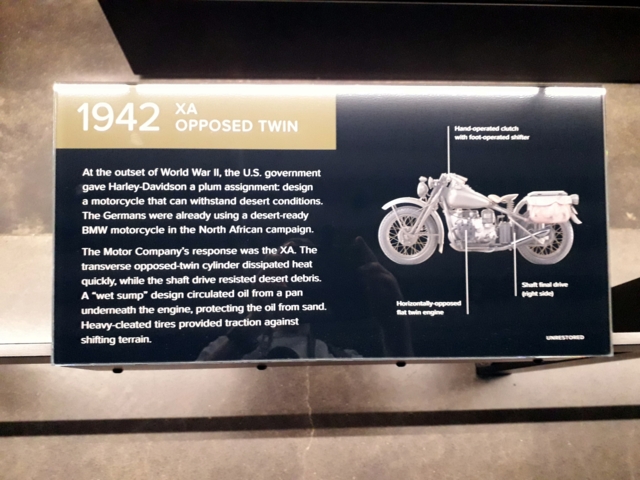 1942 XA
OPPOSED TWIN
At the outset of World War II, the U.S. government
gave Harley-Davidson a plum assignment: design
a motorcycle that can withstand desert conditions.
The Germans were already using a desert-ready
BMW motorcycle in the North African campaign.
The Motor Company's response was the XA. The
transverse opposed-twin cylinder dissipated heat
quickly, while the shaft drive resisted desert debris.
A "wet sump" design circulated oil from a pan
underneath the engine, protecting the oil from sand.
Heavy-cleated tires provided traction against
shifting terrain.
Hand-operated clutch
with foot-operated shifter
Shaft final drive
(right side)
Horizontally-opposed
flat twin engine
UNRESTORED